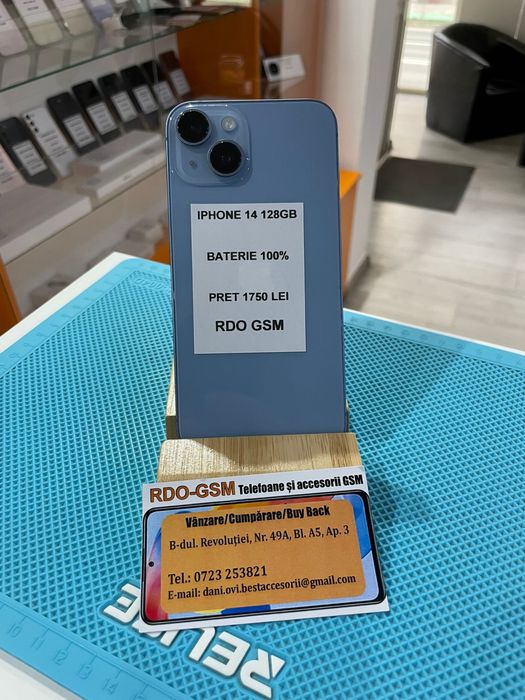 IPHONE 14 128GB
BATERIE 100%
PRET 1750 LEI
RDO GSM
RDO-GSM Telefoane și accesorii GSM
Vânzare/Cumpărare/Buy Back
B-dul. Revoluției, Nr. 49A, Bl. A5, Ap. 3
Tel.: 0723 253821
E-mail: dani.ovi.bestaccesorii@gmail.com
RELIFE